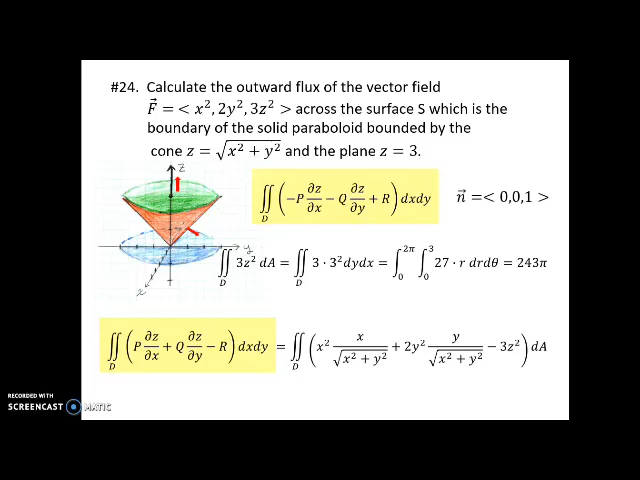 #24. Calculate the outward flux of the vector field
F⃗ = < x², 2y², 3z² > across the surface S which is the
boundary of the solid paraboloid bounded by the
cone z = √(x² + y²) and the plane z = 3.
z
∬_D (−P ∂z/∂x − Q ∂z/∂y + R) dxdy n⃗ =< 0,0,1 >
y
x
∬_D 3z² dA = ∬_D 3 · 3² dydx = ∫₀^{2π} ∫₀^3 27 · r drdθ = 243π
∬_D (P ∂z/∂x + Q ∂z/∂y − R) dxdy = ∬_D (x² x/√(x² + y²) + 2y² y/√(x² + y²) − 3z²) dA
RECORDED WITH
SCREENCAST MATIC